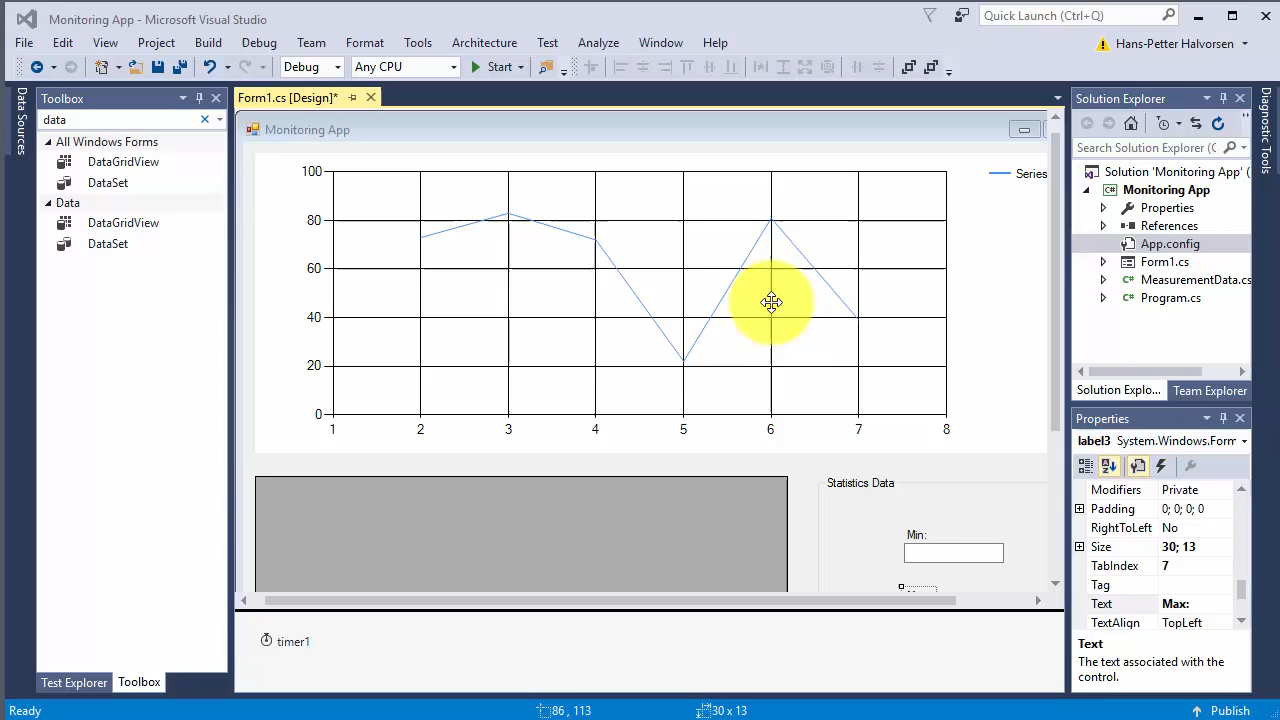 Monitoring App - Microsoft Visual Studio
Quick Launch (Ctrl+Q)
File Edit View Project Build Debug Team Format Tools Architecture Test Analyze Window Help
Hans-Petter Halvorsen
Debug Any CPU Start
Data Sources
Toolbox
data
All Windows Forms
DataGridView
DataSet
Data
DataGridView
DataSet
Test Explorer Toolbox
Form1.cs [Design]*
Monitoring App
100
80
60
40
20
0
1 2 3 4 5 6 7 8
Series
Statistics Data
Min:
timer1
Solution Explorer
Search Solution Explorer (C
Solution 'Monitoring App' (
Monitoring App
Properties
References
App.config
Form1.cs
MeasurementData.cs
Program.cs
Solution Explo... Team Explorer
Diagnostic Tools
Properties
label3 System.Windows.Form
Modifiers Private
Padding 0; 0; 0; 0
RightToLeft No
Size 30; 13
TabIndex 7
Tag
Text Max:
TextAlign TopLeft
Text
The text associated with the
control.
Ready 86 , 113 30 x 13 Publish